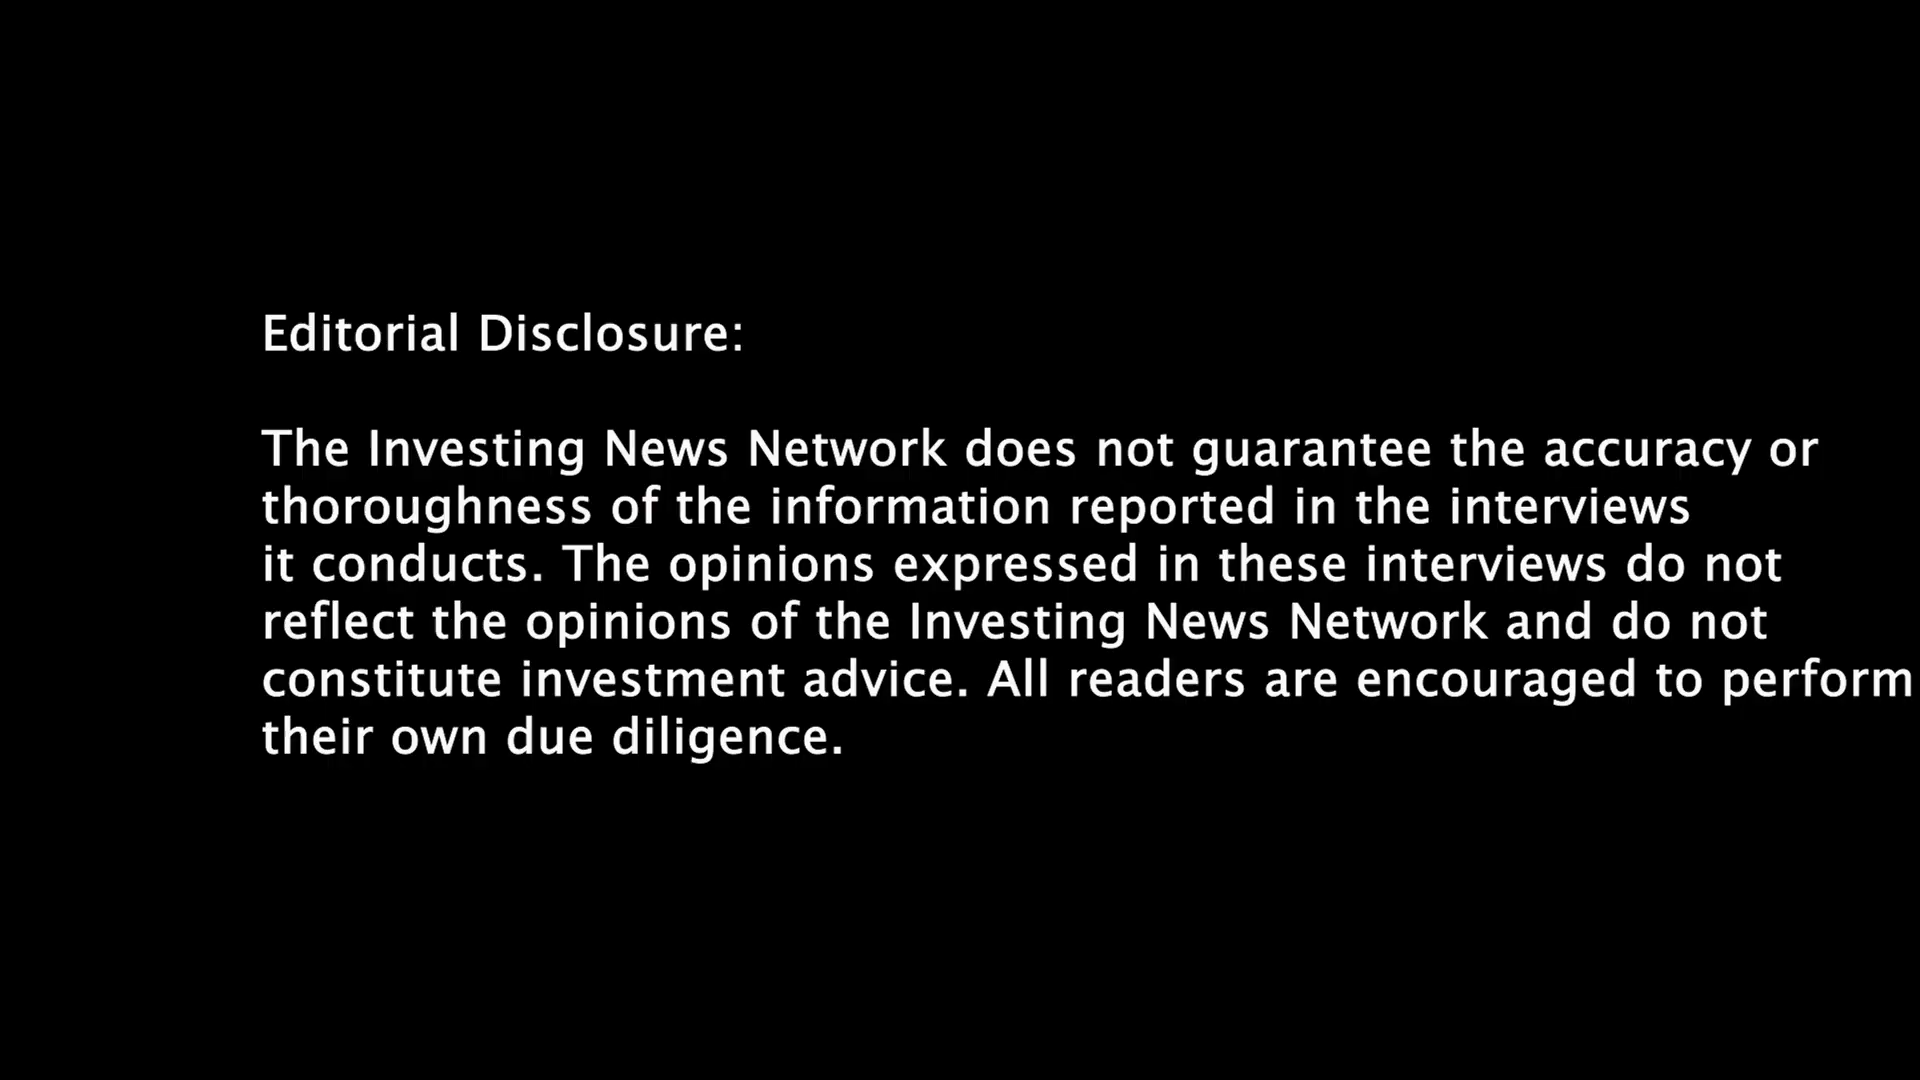 Editorial Disclosure:
The Investing News Network does not guarantee the accuracy or
thoroughness of the information reported in the interviews
it conducts. The opinions expressed in these interviews do not
reflect the opinions of the Investing News Network and do not
constitute investment advice. All readers are encouraged to perform
their own due diligence.